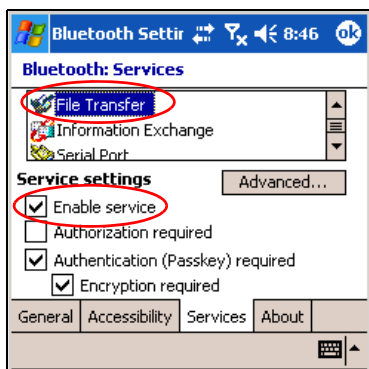 Bluetooth Settir 8:46 ok
Bluetooth: Services
File Transfer
Information Exchange
Serial Port
Service settings Advanced...
Enable service
Authorization required
Authentication (Passkey) required
Encryption required
General Accessibility Services About